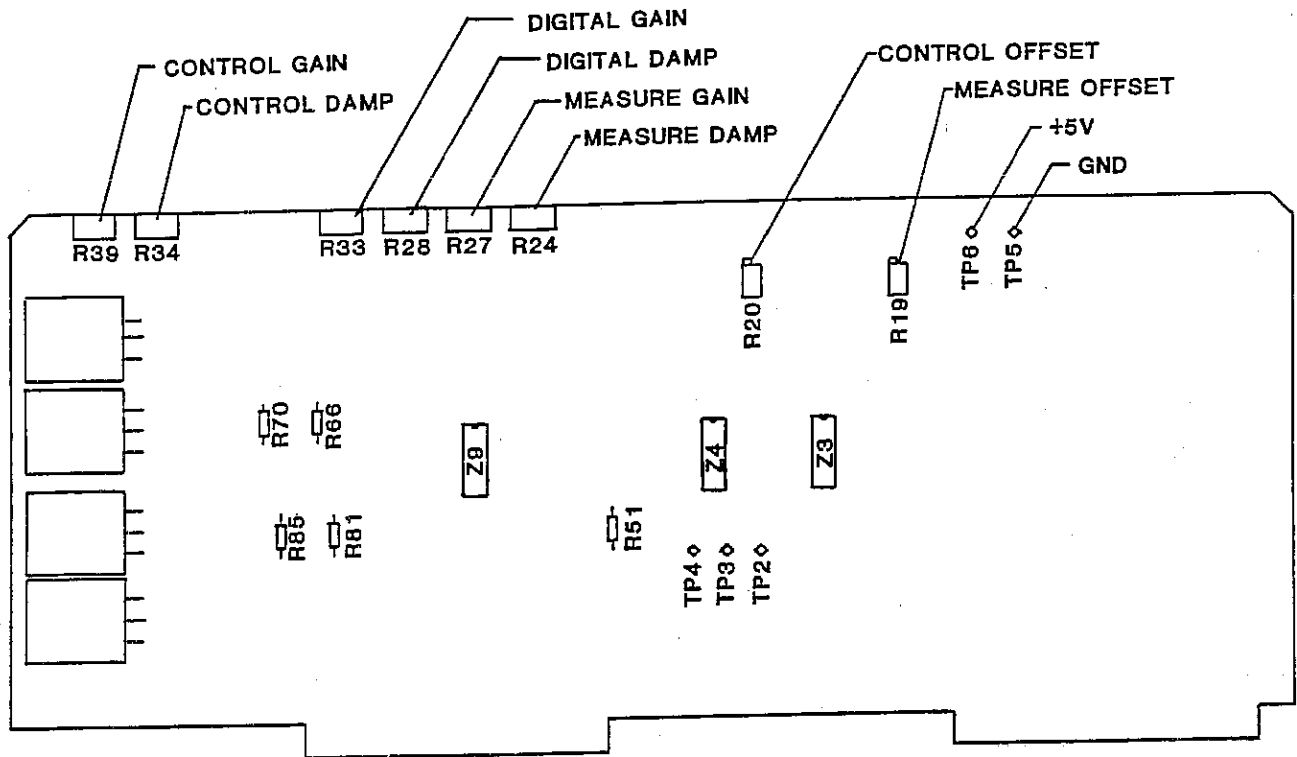 DIGITAL GAIN
CONTROL GAIN
DIGITAL DAMP
CONTROL OFFSET
CONTROL DAMP
MEASURE GAIN
MEASURE OFFSET
MEASURE DAMP
+5V
GND
R39
R34
R33
R28
R27
R24
R20
R19
TP6
TP5
R70
R66
Z9
Z4
Z3
R85
R81
R51
TP4
TP3
TP2